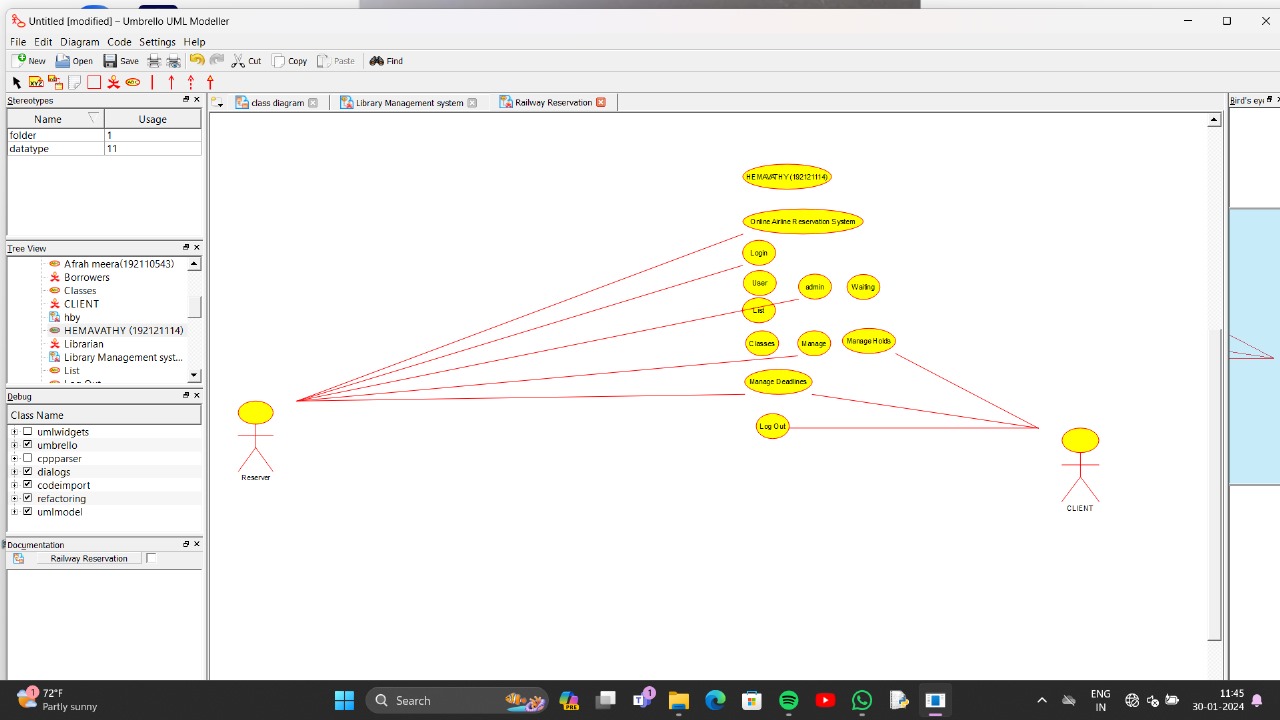 Untitled [modified] – Umbrello UML Modeller
File Edit Diagram Code Settings Help
New Open Save Cut Copy Paste Find
Stereotypes
Name Usage
folder 1
datatype 11
class diagram Library Management system Railway Reservation
Bird's ey
Tree View
Afrah meera(192110543)
Borrowers
Classes
CLIENT
hby
HEMAVATHY (192121114)
Librarian
Library Management syst...
List
Log Out
Debug
Class Name
umlwidgets
umbrello
cppparser
dialogs
codeimport
refactoring
umlmodel
Documentation
Railway Reservation
HEMAVATHY (192121114)
Online Airline Reservation System
Login
User admin Waiting
List
Classes Manage Manage Holds
Manage Deadlines
Log Out
Reserver
CLIENT
1 72°F
Partly sunny
Search
PRE
1
ENG
IN
11:45
30-01-2024